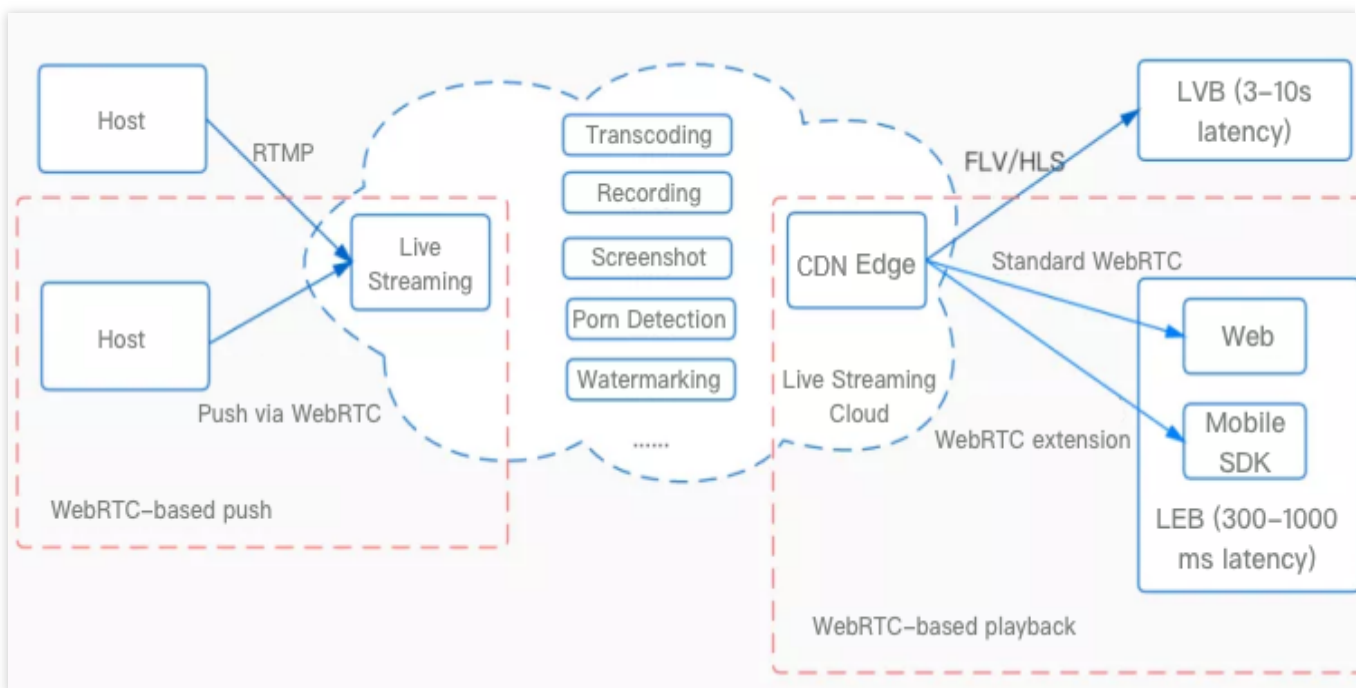 Host
RTMP
Host
Push via WebRTC
WebRTC-based push
Live
Streaming
Transcoding
Recording
Screenshot
Porn Detection
Watermarking
......
CDN Edge
Live Streaming
Cloud
FLV/HLS
LVB (3-10s
latency)
Standard WebRTC
Web
WebRTC extension
Mobile
SDK
LEB (300-1000
ms latency)
WebRTC-based playback